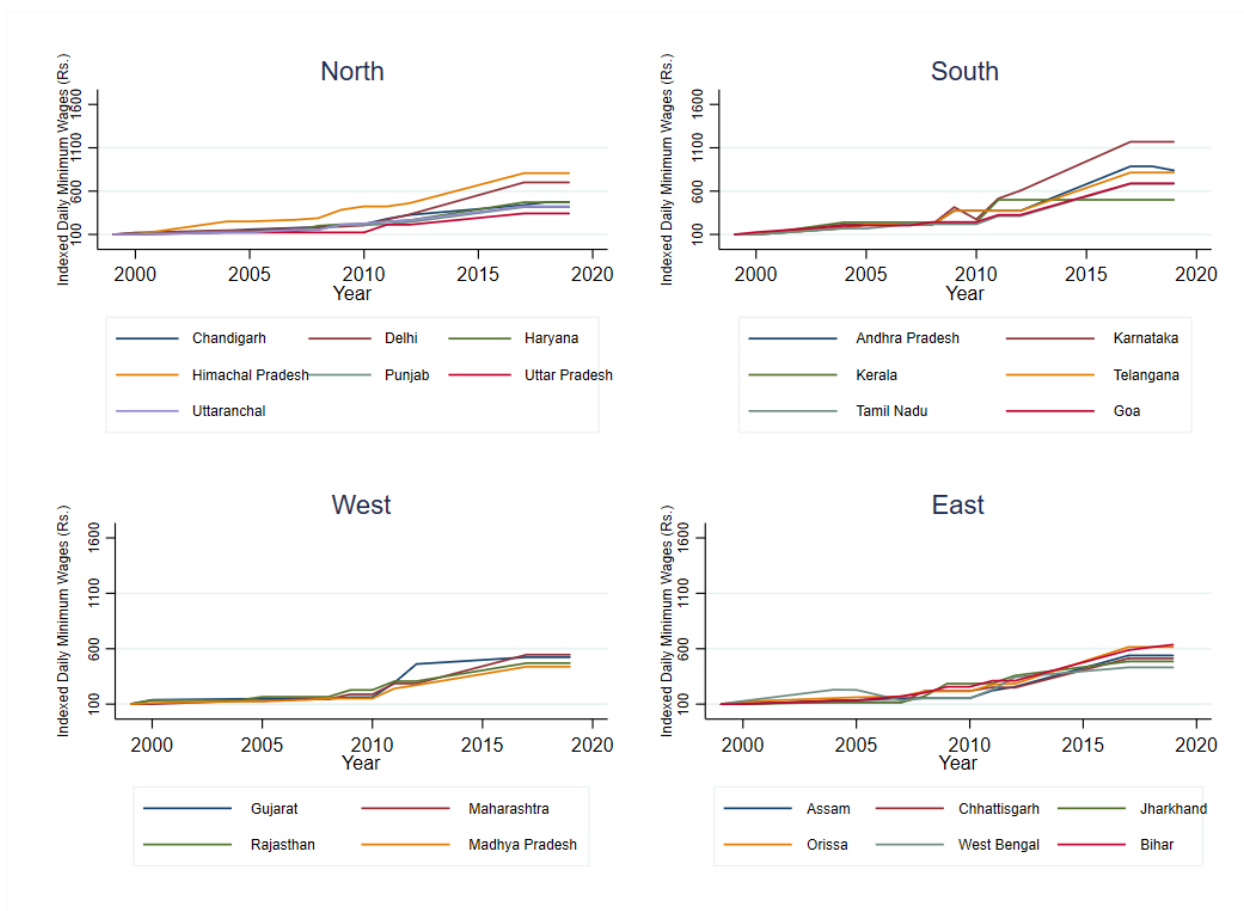 North
Indexed Daily Minimum Wages (Rs.)
1600
1100
600
100
2000 2005 2010 2015 2020
Year
Chandigarh Delhi Haryana
Himachal Pradesh Punjab Uttar Pradesh
Uttaranchal
South
Indexed Daily Minimum Wages (Rs.)
1600
1100
600
100
2000 2005 2010 2015 2020
Year
Andhra Pradesh Karnataka
Kerala Telangana
Tamil Nadu Goa
West
Indexed Daily Minimum Wages (Rs.)
1600
1100
600
100
2000 2005 2010 2015 2020
Year
Gujarat Maharashtra
Rajasthan Madhya Pradesh
East
Indexed Daily Minimum Wages (Rs.)
1600
1100
600
100
2000 2005 2010 2015 2020
Year
Assam Chhattisgarh Jharkhand
Orissa West Bengal Bihar